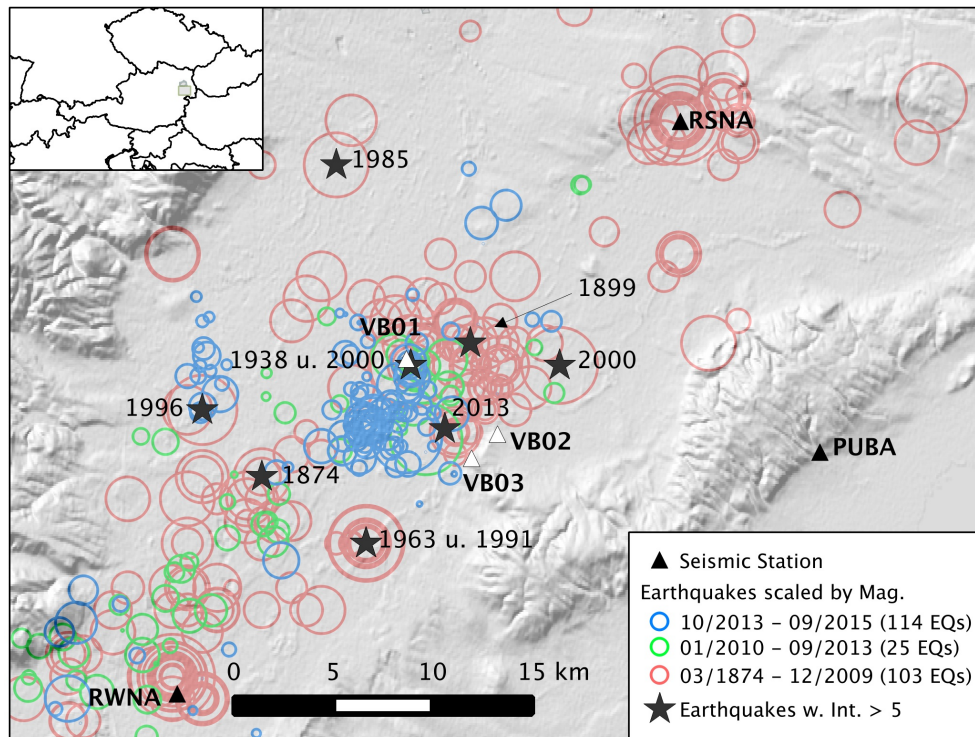 RSNA
1985
1899
VB01
1938 u. 2000
2000
1996
2013
VB02
PUBA
VB03
1874
1963 u. 1991
RWNA
0 5 10 15 km
Seismic Station
Earthquakes scaled by Mag.
10/2013 – 09/2015 (114 EQs)
01/2010 – 09/2013 (25 EQs)
03/1874 – 12/2009 (103 EQs)
Earthquakes w. Int. > 5